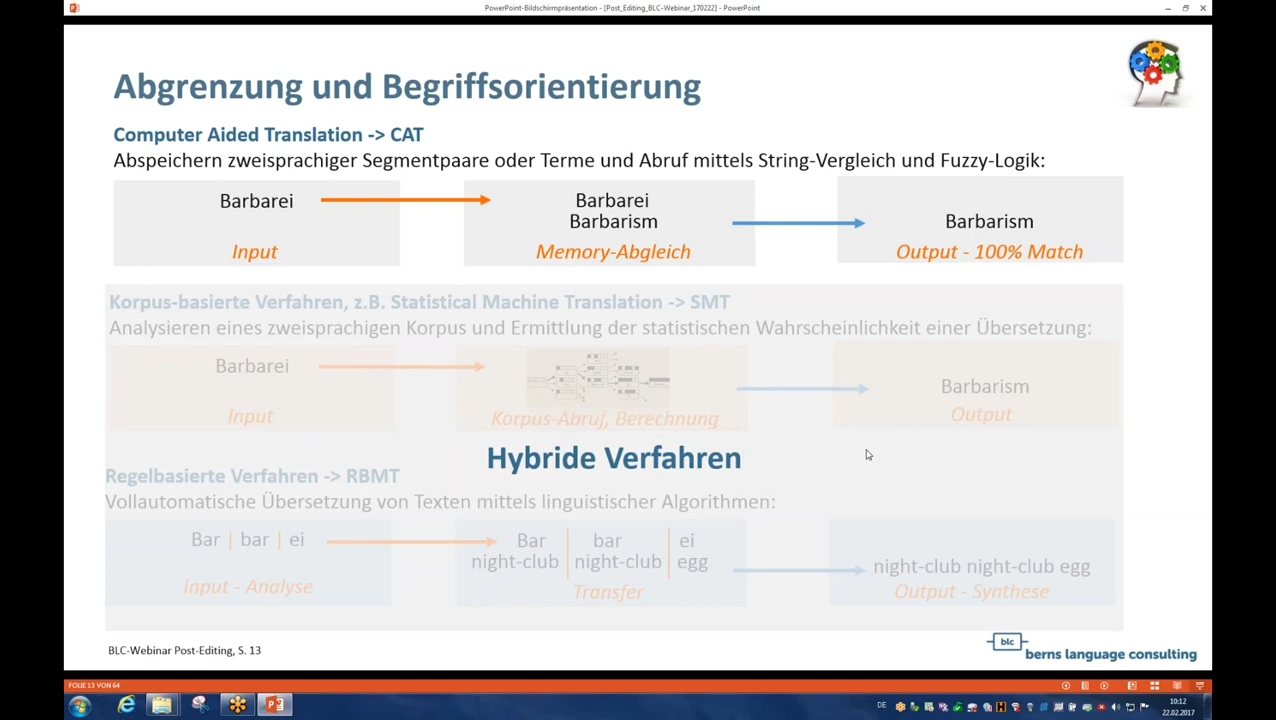 PowerPoint-Bildschirmpräsentation - [Post_Editing_BLC-Webinar_170222] - PowerPoint
Abgrenzung und Begriffsorientierung
Computer Aided Translation -> CAT
Abspeichern zweisprachiger Segmentpaare oder Terme und Abruf mittels String-Vergleich und Fuzzy-Logik:
Barbarei
Input
Barbarei
Barbarism
Memory-Abgleich
Barbarism
Output - 100% Match
Korpus-basierte Verfahren, z.B. Statistical Machine Translation -> SMT
Analysieren eines zweisprachigen Korpus und Ermittlung der statistischen Wahrscheinlichkeit einer Übersetzung:
Barbarei
Input
Korpus-Abruf, Berechnung
Barbarism
Output
Hybride Verfahren
Regelbasierte Verfahren -> RBMT
Vollautomatische Übersetzung von Texten mittels linguistischer Algorithmen:
Bar | bar | ei
Input - Analyse
Bar bar ei
night-club night-club egg
Transfer
night-club night-club egg
Output - Synthese
BLC-Webinar Post-Editing, S. 13
blc
berns language consulting
FOLIE 13 VON 64
DE
10:12
22.02.2017